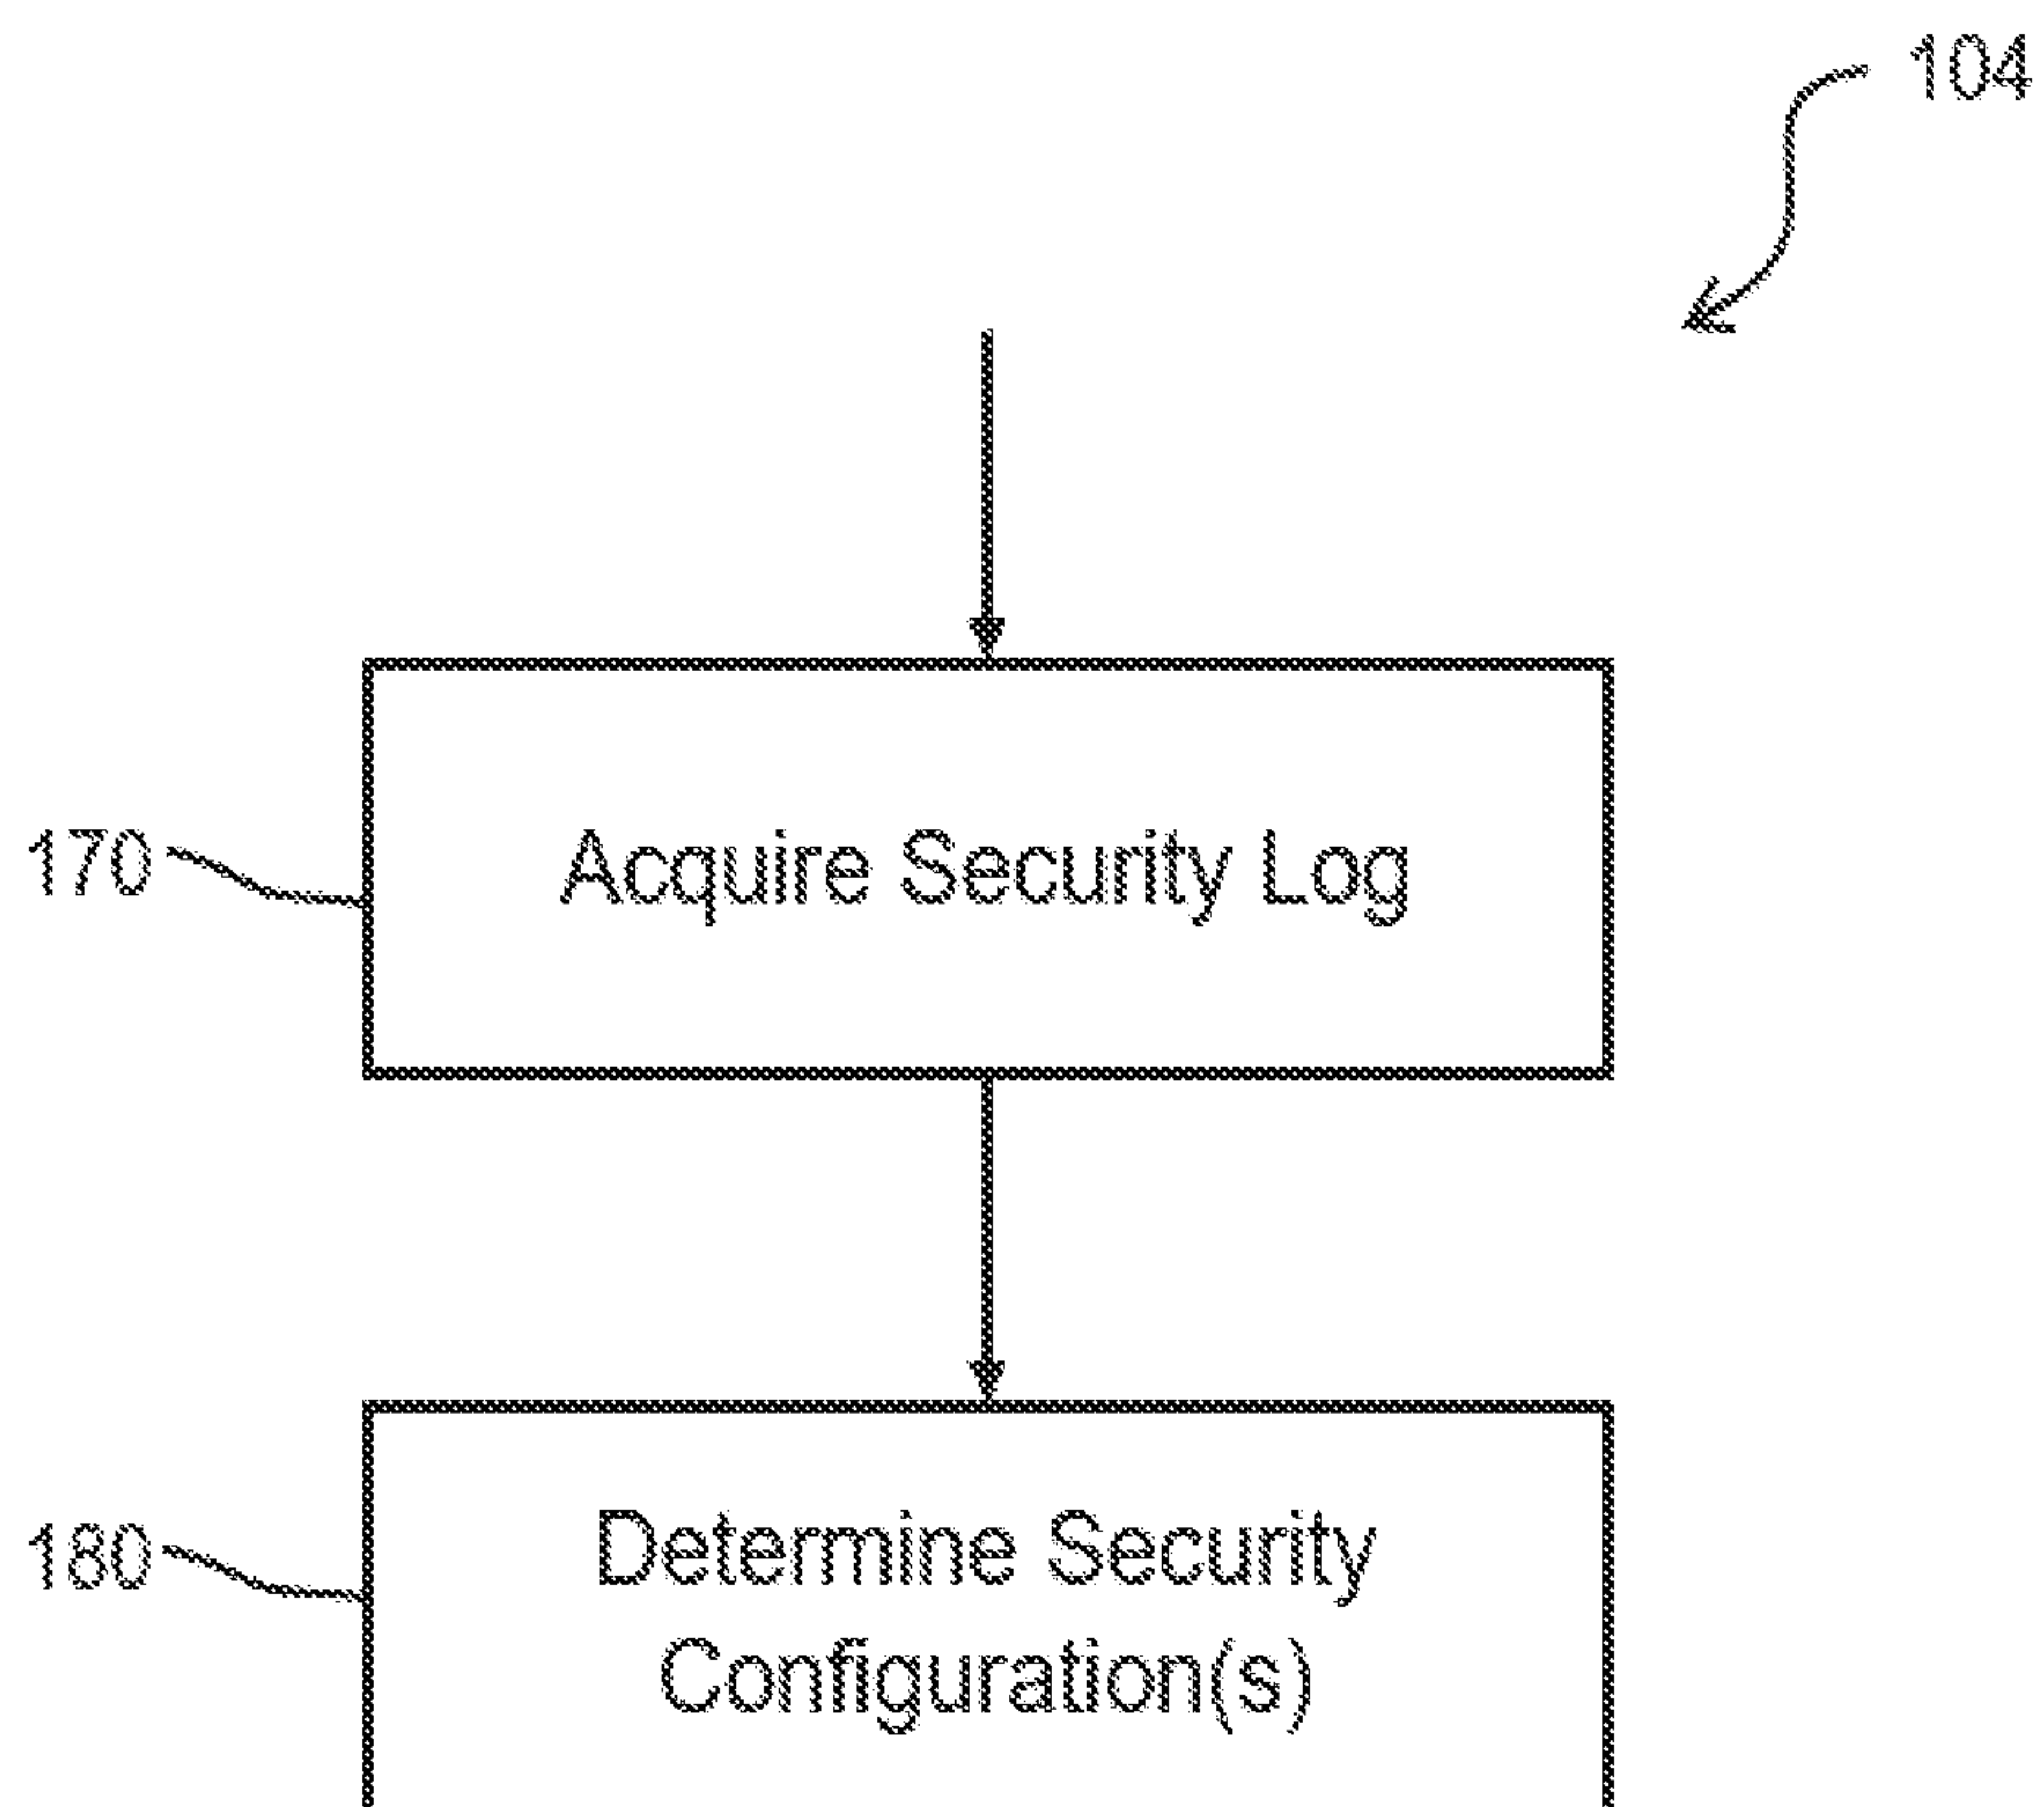 104
170
Acquire Security Log
180
Determine Security
Configuration(s)